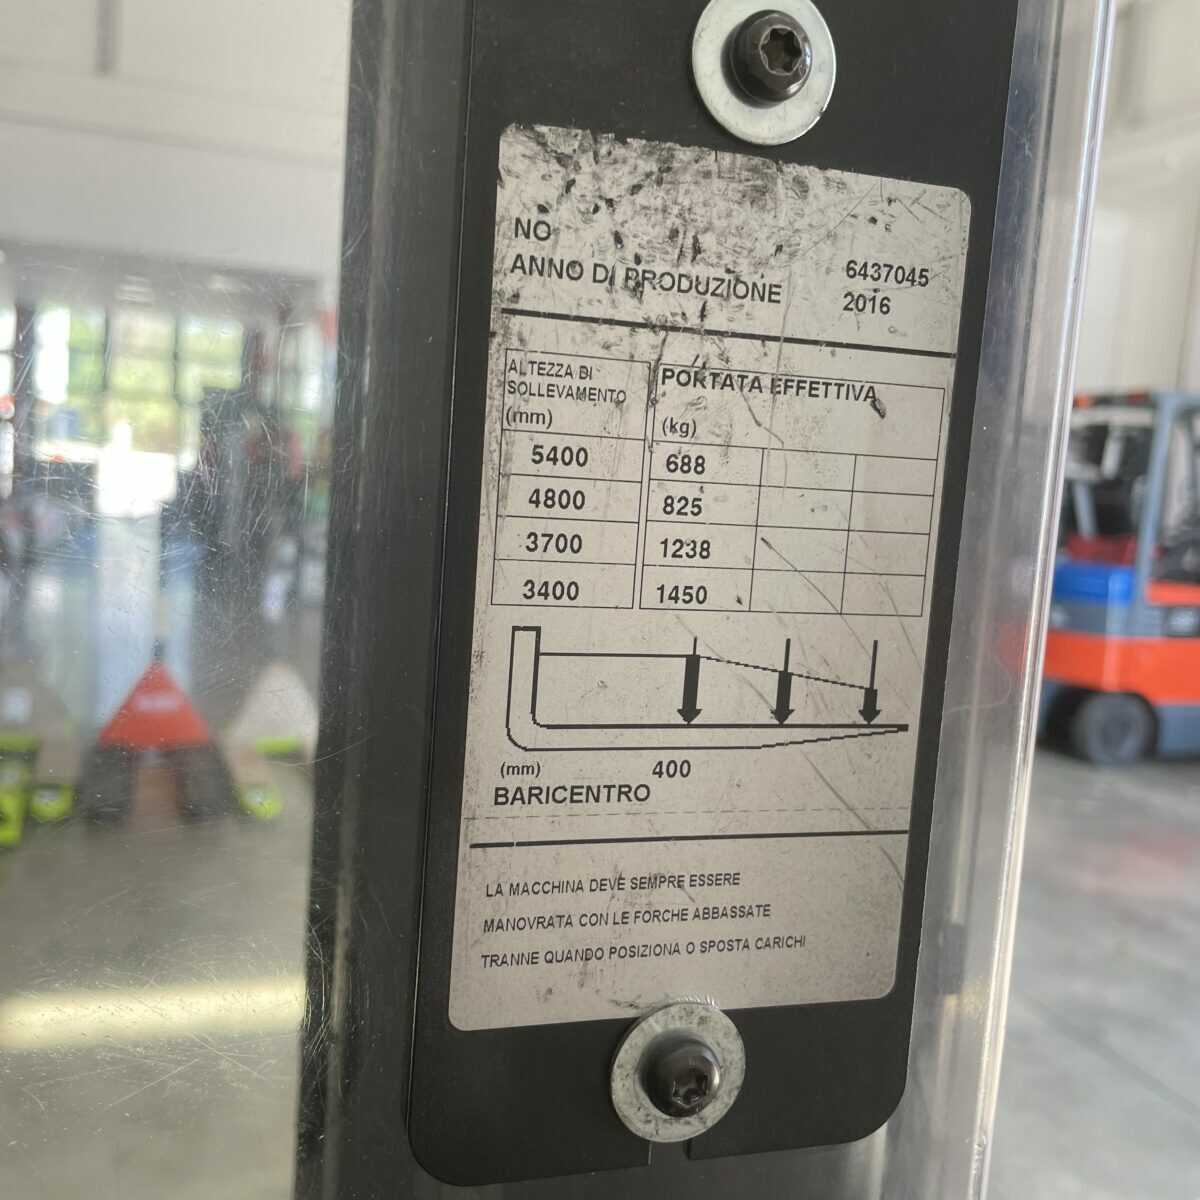 NO 6437045
ANNO DI PRODUZIONE 2016
ALTEZZA DI SOLLEVAMENTO (mm) PORTATA EFFETTIVA (kg)
5400 688
4800 825
3700 1238
3400 1450
(mm) 400
BARICENTRO
LA MACCHINA DEVE SEMPRE ESSERE
MANOVRATA CON LE FORCHE ABBASSATE
TRANNE QUANDO POSIZIONA O SPOSTA CARICHI